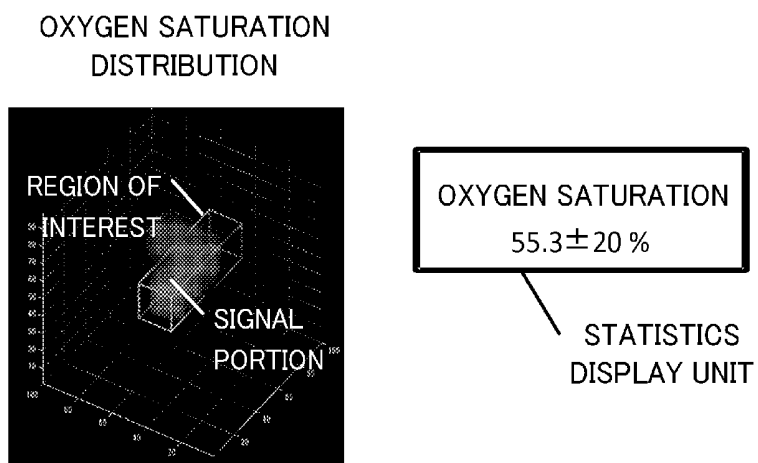 OXYGEN SATURATION
DISTRIBUTION
REGION OF
INTEREST
SIGNAL
PORTION
OXYGEN SATURATION
55.3±20 %
STATISTICS
DISPLAY UNIT